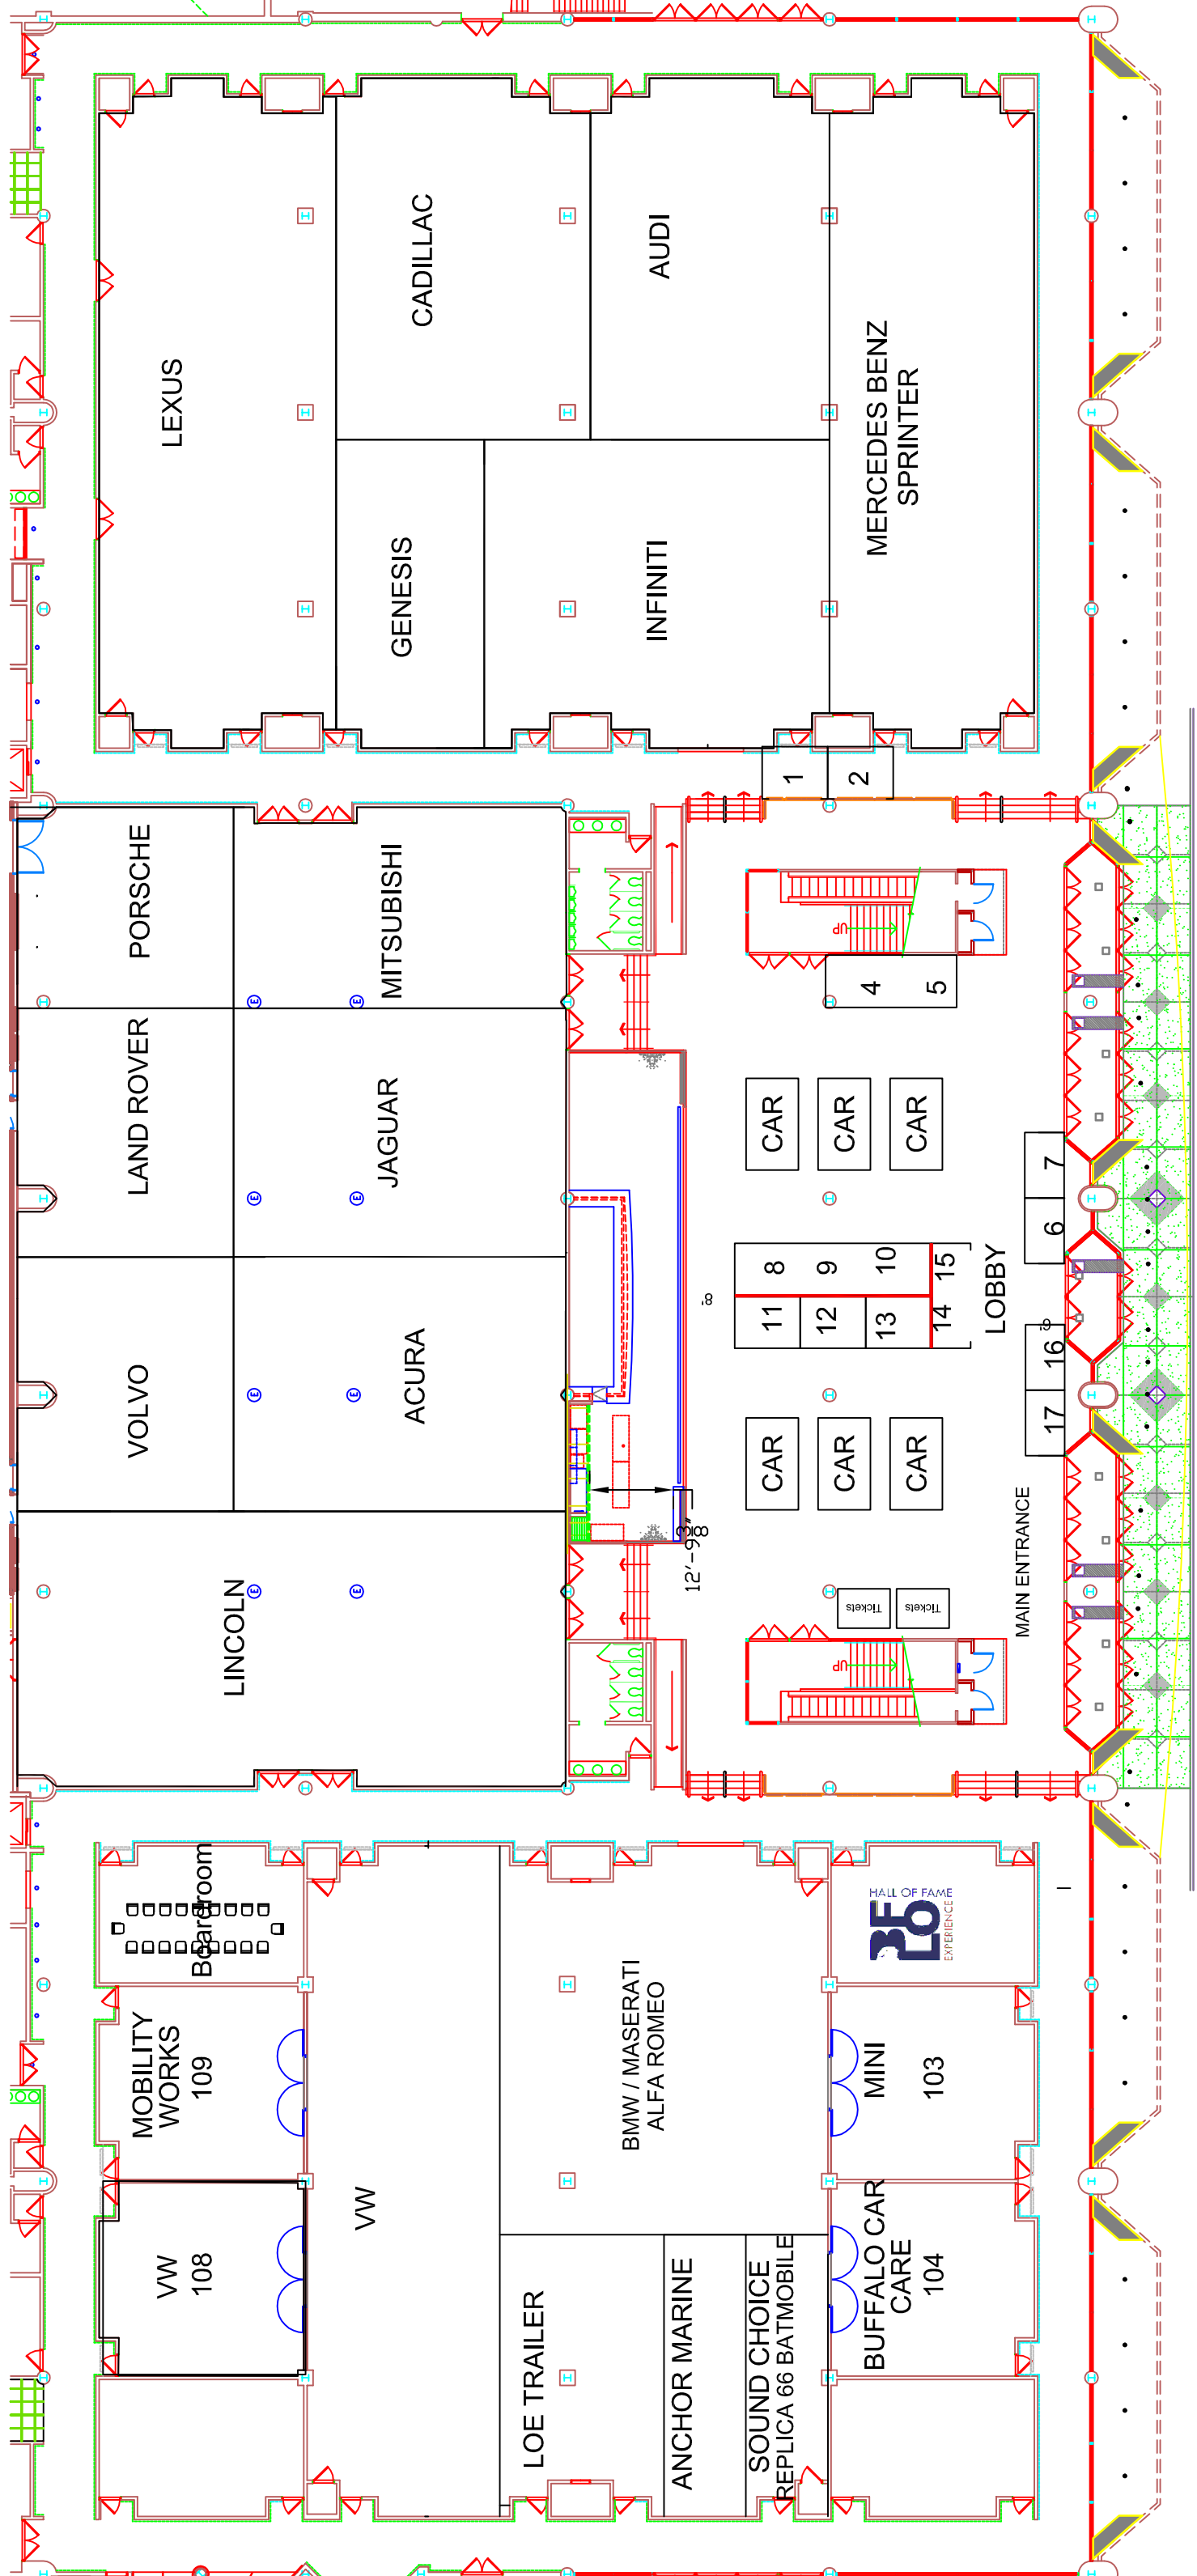 LEXUS
CADILLAC
AUDI
GENESIS
INFINITI
MERCEDES BENZ
SPRINTER
1
2
PORSCHE
MITSUBISHI
LAND ROVER
JAGUAR
VOLVO
ACURA
LINCOLN
UP
4
5
CAR
CAR
CAR
7
6
8
9
10
15
11
12
13
14
LOBBY
8'
6'
16
17
CAR
CAR
CAR
12'-9
MAIN ENTRANCE
Tickets
Tickets
UP
Boardroom
HALL OF FAME
BFLO
EXPERIENCE
MOBILITY
WORKS
109
BMW / MASERATI
ALFA ROMEO
MINI
103
VW
VW
108
LOE TRAILER
ANCHOR MARINE
SOUND CHOICE
REPLICA 66 BATMOBILE
BUFFALO CAR
CARE
104